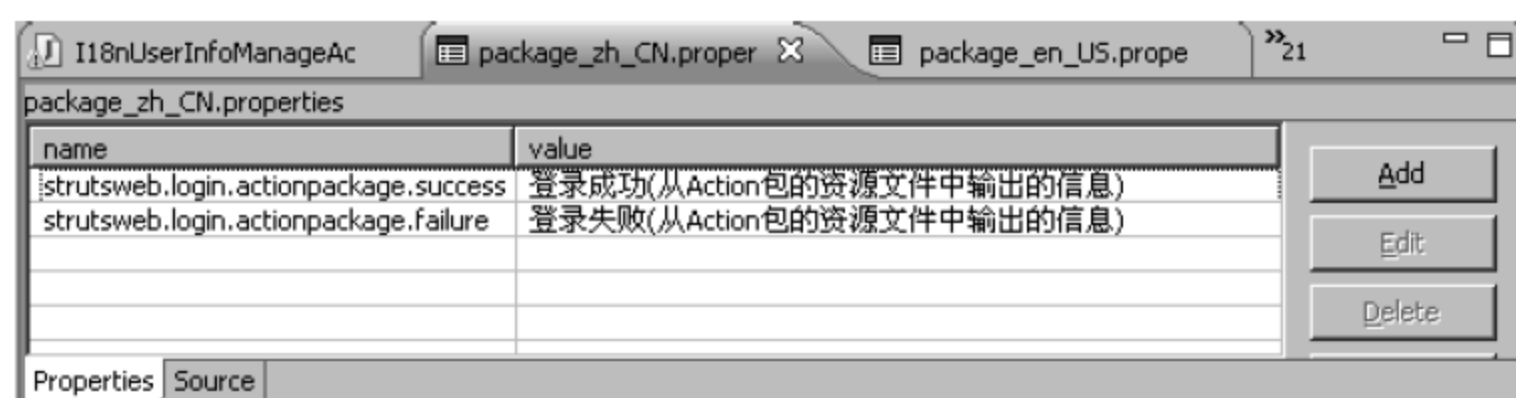 I18nUserInfoManageAc package_zh_CN.proper package_en_US.prope »21
package_zh_CN.properties
name value
strutsweb.login.actionpackage.success 登录成功(从Action包的资源文件中输出的信息) Add
strutsweb.login.actionpackage.failure 登录失败(从Action包的资源文件中输出的信息)
Edit
Delete
Properties Source